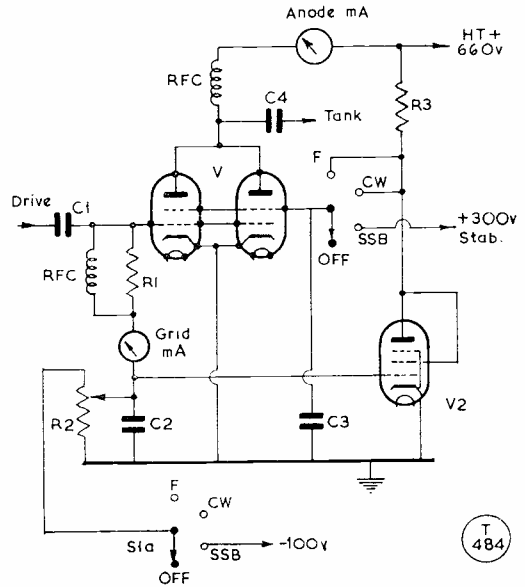 Anode mA
HT+
660v
RFC
R3
C4
Tank
F
V
CW
Drive
C1
SSB
+300v
Stab.
OFF
RFC
R1
Grid
mA
R2
C2
C3
V2
F
CW
S1a
SSB
-100v
OFF
T
484